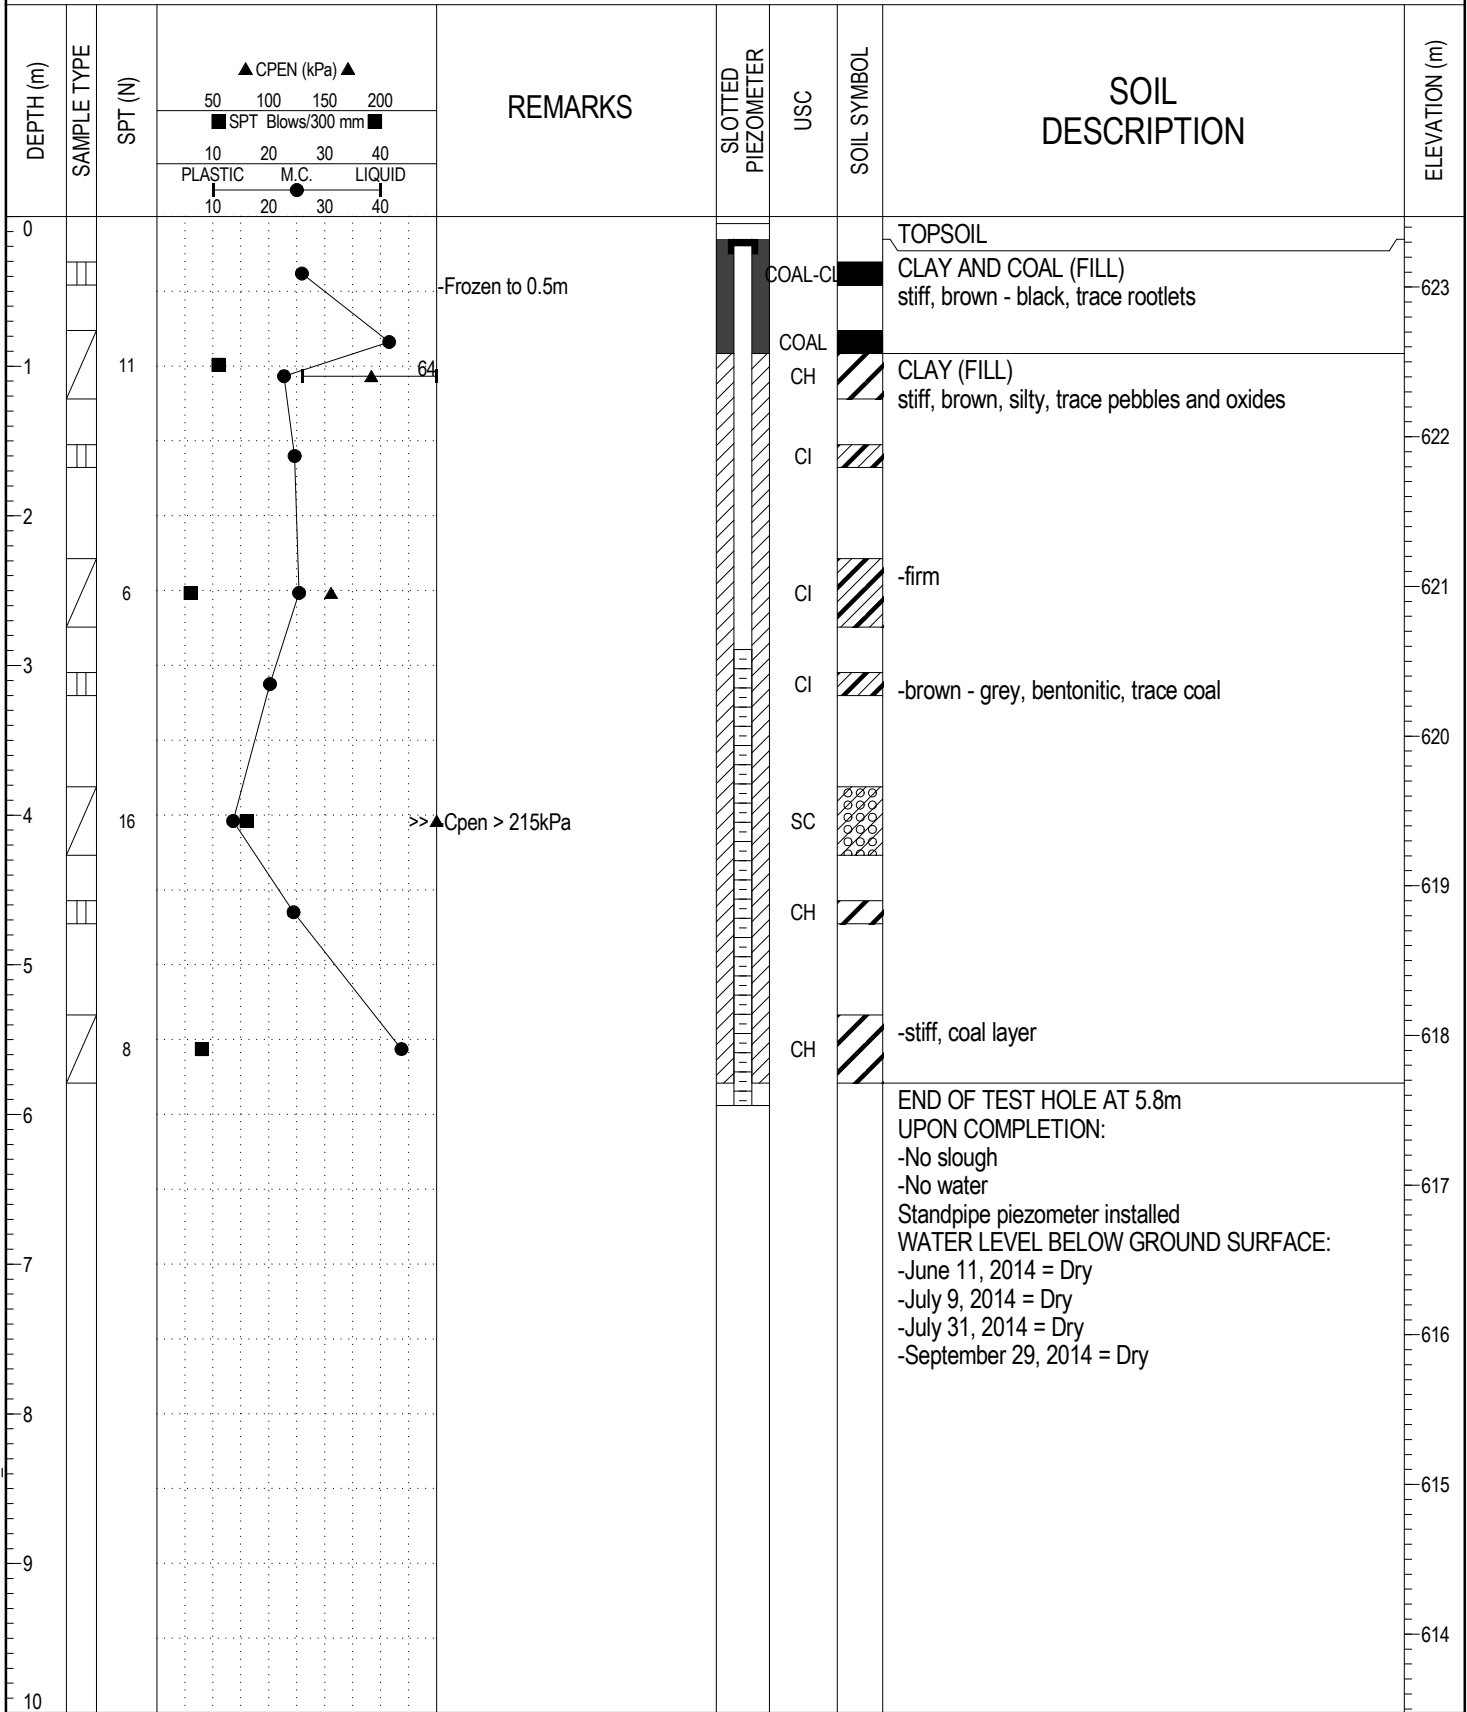 DEPTH (m)
SAMPLE TYPE
SPT (N)
▲ CPEN (kPa) ▲
50 100 150 200
■ SPT Blows/300 mm ■
10 20 30 40
PLASTIC M.C. LIQUID
10 20 30 40
REMARKS
SLOTTED
PIEZOMETER
USC
SOIL SYMBOL
SOIL
DESCRIPTION
ELEVATION (m)
0
TOPSOIL
COAL-CL
CLAY AND COAL (FILL)
-Frozen to 0.5m
623
stiff, brown - black, trace rootlets
COAL
1
11
64
CH
CLAY (FILL)
stiff, brown, silty, trace pebbles and oxides
622
CI
2
6
CI
-firm
621
3
CI
-brown - grey, bentonitic, trace coal
620
4
16
>>
Cpen > 215kPa
SC
619
CH
5
8
CH
-stiff, coal layer
618
6
END OF TEST HOLE AT 5.8m
UPON COMPLETION:
-No slough
-No water
617
Standpipe piezometer installed
WATER LEVEL BELOW GROUND SURFACE:
7
-June 11, 2014 = Dry
-July 9, 2014 = Dry
-July 31, 2014 = Dry
616
-September 29, 2014 = Dry
8
615
9
614
10